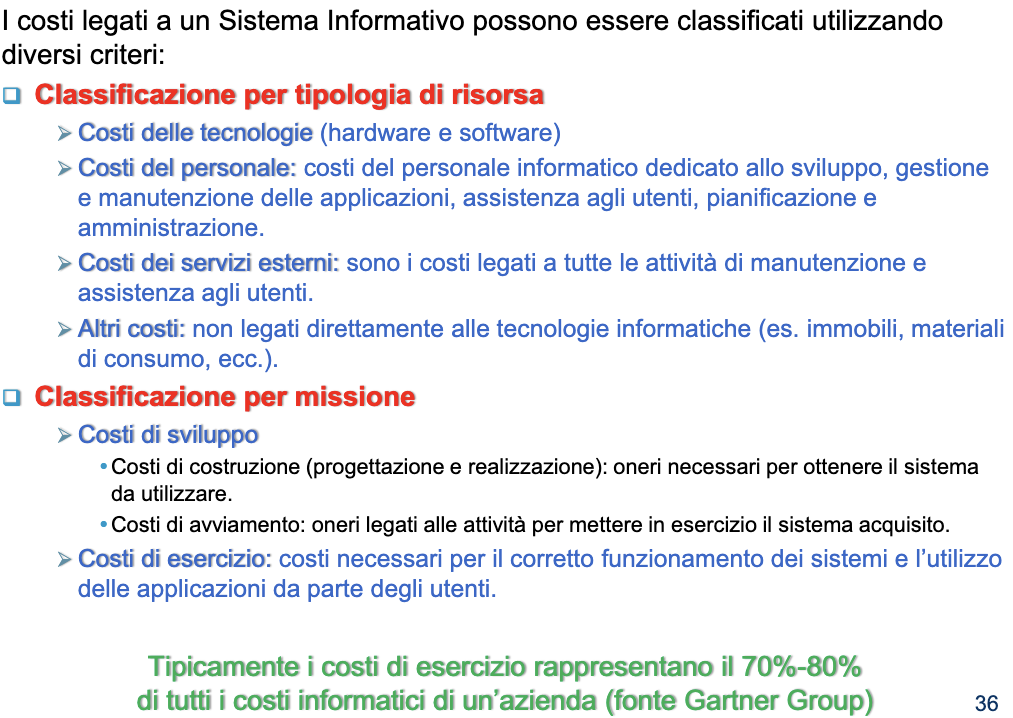 I costi legati a un Sistema Informativo possono essere classificati utilizzando
diversi criteri:
Classificazione per tipologia di risorsa
Costi delle tecnologie (hardware e software)
Costi del personale: costi del personale informatico dedicato allo sviluppo, gestione
e manutenzione delle applicazioni, assistenza agli utenti, pianificazione e
amministrazione.
Costi dei servizi esterni: sono i costi legati a tutte le attività di manutenzione e
assistenza agli utenti.
Altri costi: non legati direttamente alle tecnologie informatiche (es. immobili, materiali
di consumo, ecc.).
Classificazione per missione
Costi di sviluppo
• Costi di costruzione (progettazione e realizzazione): oneri necessari per ottenere il sistema
da utilizzare.
• Costi di avviamento: oneri legati alle attività per mettere in esercizio il sistema acquisito.
Costi di esercizio: costi necessari per il corretto funzionamento dei sistemi e l’utilizzo
delle applicazioni da parte degli utenti.
Tipicamente i costi di esercizio rappresentano il 70%-80%
di tutti i costi informatici di un’azienda (fonte Gartner Group)
36